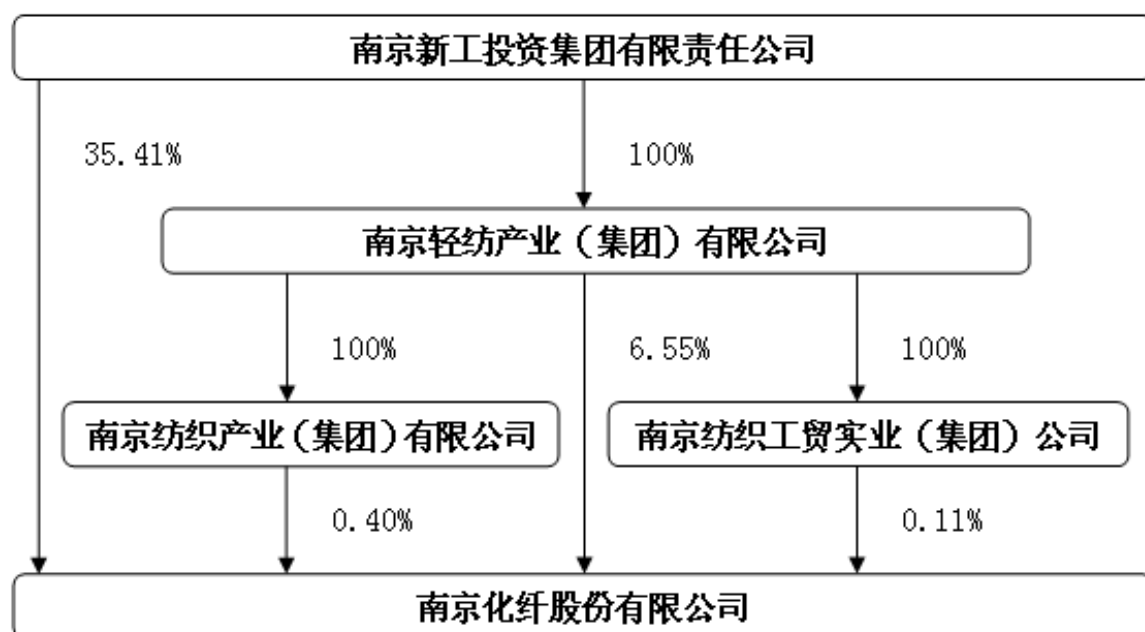 南京新工投资集团有限责任公司
35.41%
100%
南京轻纺产业（集团）有限公司
100%
6.55%
100%
南京纺织产业（集团）有限公司
南京纺织工贸实业（集团）公司
0.40%
0.11%
南京化纤股份有限公司